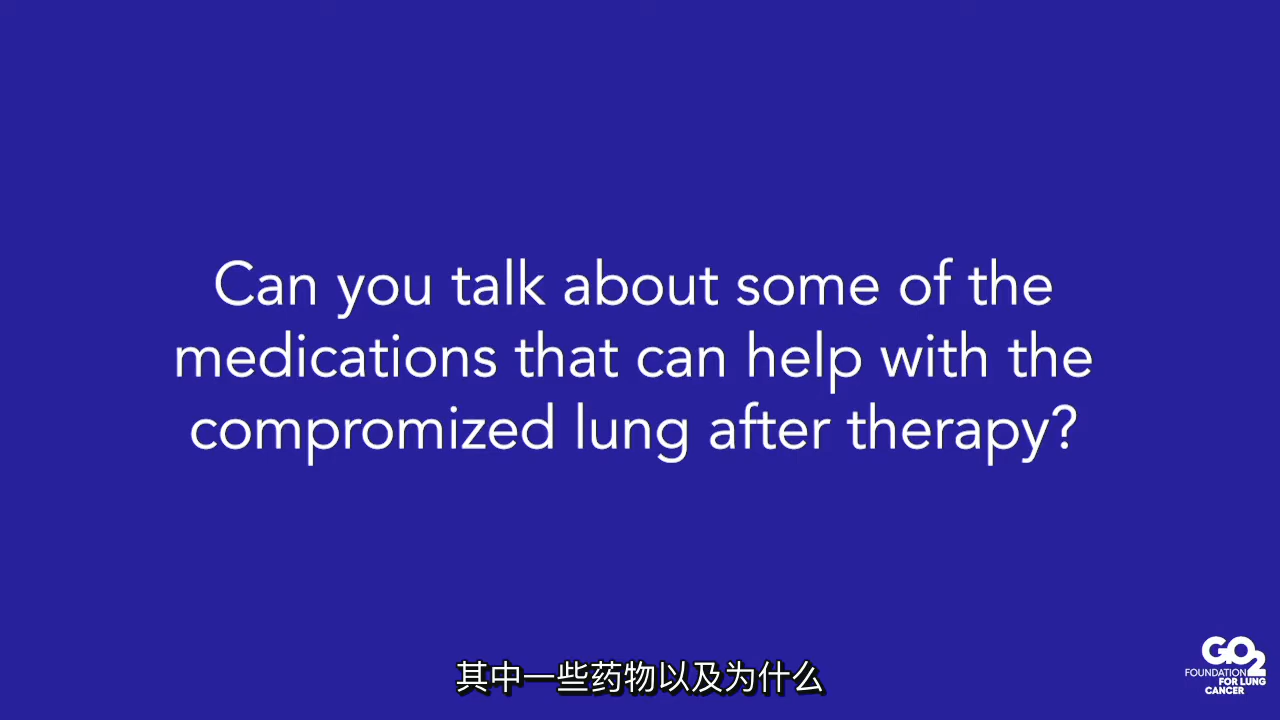 Can you talk about some of the
medications that can help with the
compromized lung after therapy?
其中一些药物以及为什么
GO2
FOUNDATION
FOR LUNG
CANCER